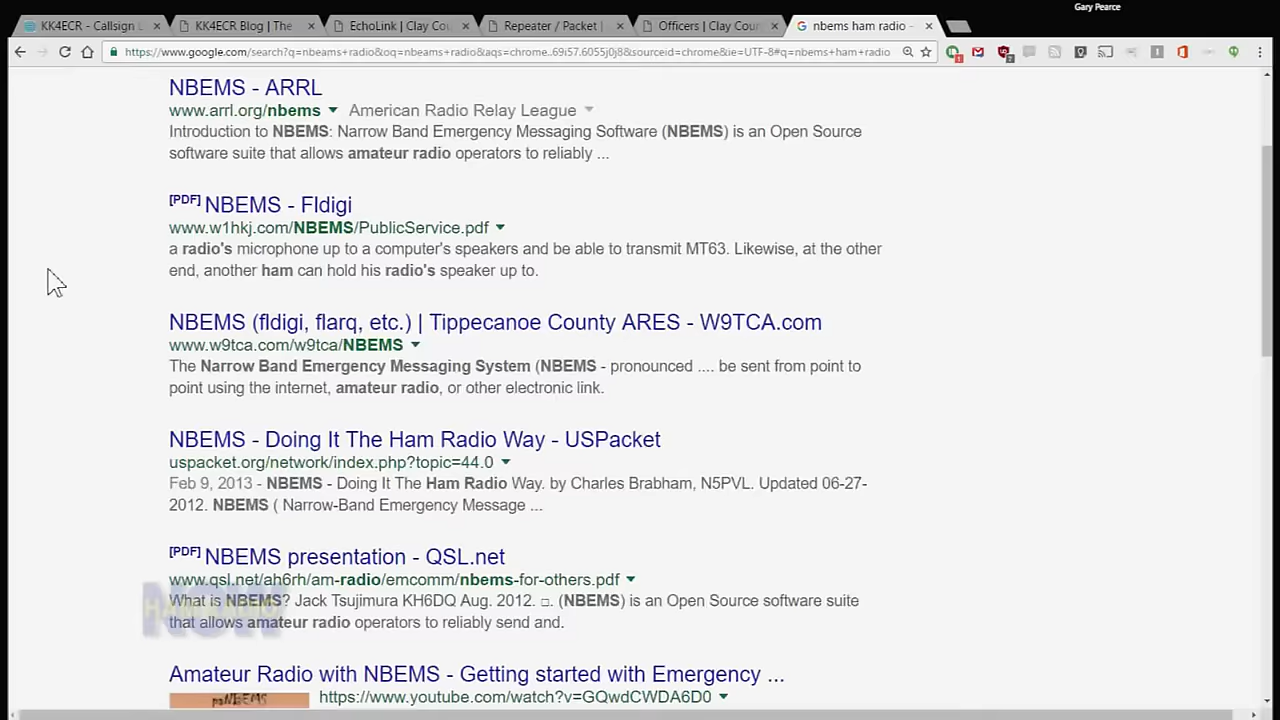 Gary Pearce
KK4ECR - Callsign
KK4ECR Blog | The
EchoLink | Clay Cou
Repeater / Packet |
Officers | Clay Coun
nbems ham radio -
https://www.google.com/search?q=nbeams+radio&oq=nbeams+radio&aqs=chrome..69i57.6055j0j8&sourceid=chrome&ie=UTF-8#q=nbems+ham+radio
NBEMS - ARRL
www.arrl.org/nbems American Radio Relay League
Introduction to NBEMS: Narrow Band Emergency Messaging Software (NBEMS) is an Open Source
software suite that allows amateur radio operators to reliably ...
[PDF] NBEMS - Fldigi
www.w1hkj.com/NBEMS/PublicService.pdf
a radio's microphone up to a computer's speakers and be able to transmit MT63. Likewise, at the other
end, another ham can hold his radio's speaker up to.
NBEMS (fldigi, flarq, etc.) | Tippecanoe County ARES - W9TCA.com
www.w9tca.com/w9tca/NBEMS
The Narrow Band Emergency Messaging System (NBEMS - pronounced .... be sent from point to
point using the internet, amateur radio, or other electronic link.
NBEMS - Doing It The Ham Radio Way - USPacket
uspacket.org/network/index.php?topic=44.0
Feb 9, 2013 - NBEMS - Doing It The Ham Radio Way. by Charles Brabham, N5PVL. Updated 06-27-
2012. NBEMS ( Narrow-Band Emergency Message ...
[PDF] NBEMS presentation - QSL.net
www.qsl.net/ah6rh/am-radio/emcomm/nbems-for-others.pdf
What is NBEMS? Jack Tsujimura KH6DQ Aug. 2012. □. (NBEMS) is an Open Source software suite
that allows amateur radio operators to reliably send and.
NOW
Amateur Radio with NBEMS - Getting started with Emergency ...
https://www.youtube.com/watch?v=GQwdCWDA6D0